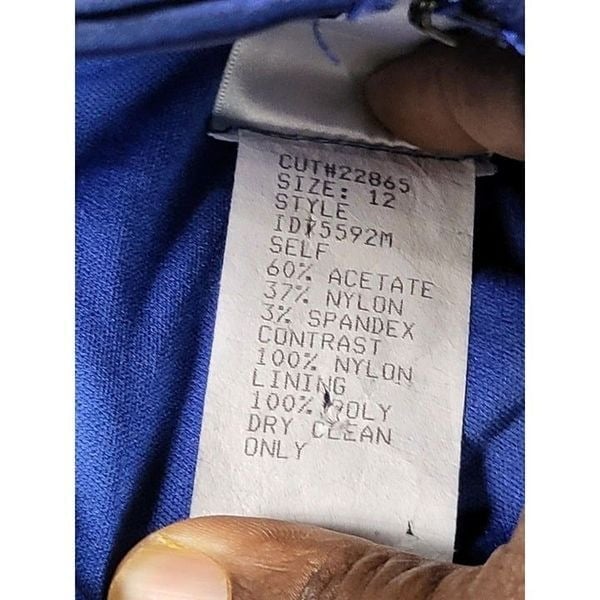 CUT#22865
SIZE: 12
STYLE
ID75592M
SELF
60% ACETATE
37% NYLON
3% SPANDEX
CONTRAST
100% NYLON
LINING
100% POLY
DRY CLEAN
ONLY